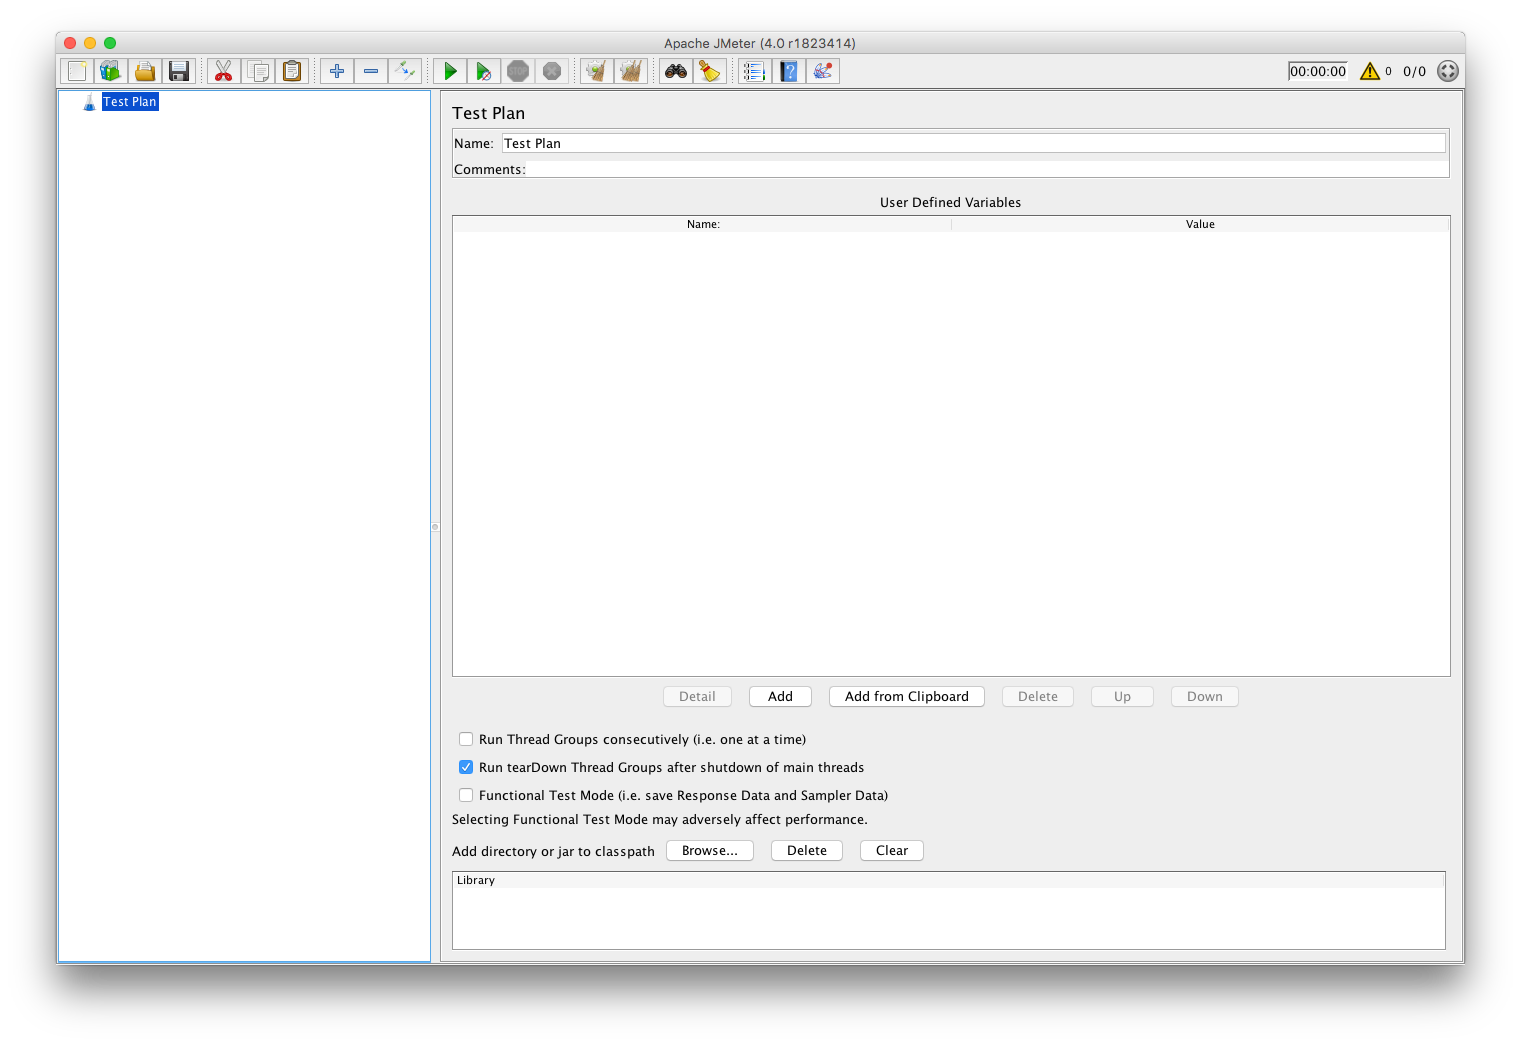 Apache JMeter (4.0 r1823414)
STOP
00:00:00 0 0/0
Test Plan
Test Plan
Name: Test Plan
Comments:
User Defined Variables
Name: Value
Detail Add Add from Clipboard Delete Up Down
Run Thread Groups consecutively (i.e. one at a time)
Run tearDown Thread Groups after shutdown of main threads
Functional Test Mode (i.e. save Response Data and Sampler Data)
Selecting Functional Test Mode may adversely affect performance.
Add directory or jar to classpath Browse... Delete Clear
Library